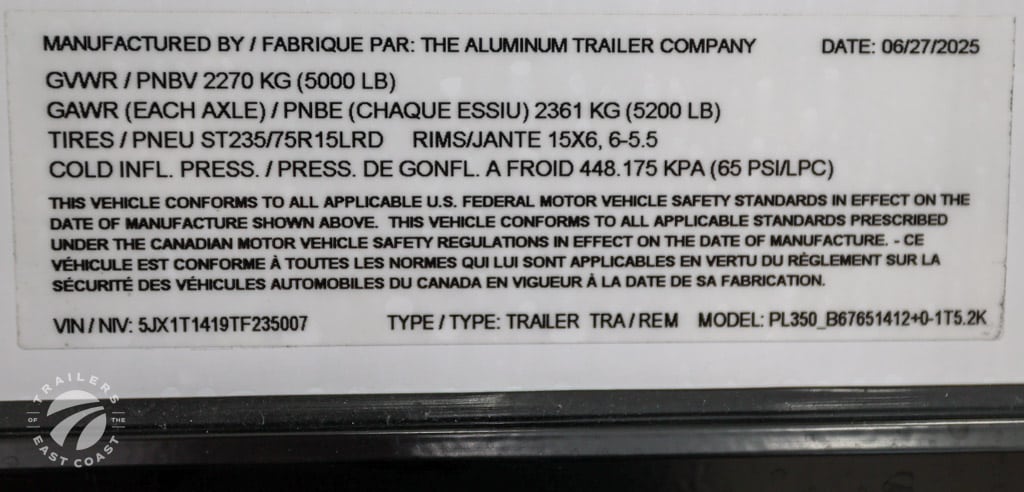 MANUFACTURED BY / FABRIQUE PAR: THE ALUMINUM TRAILER COMPANY DATE: 06/27/2025
GVWR / PNBV 2270 KG (5000 LB)
GAWR (EACH AXLE) / PNBE (CHAQUE ESSIU) 2361 KG (5200 LB)
TIRES / PNEU ST235/75R15LRD RIMS/JANTE 15X6, 6-5.5
COLD INFL. PRESS. / PRESS. DE GONFL. A FROID 448.175 KPA (65 PSI/LPC)
THIS VEHICLE CONFORMS TO ALL APPLICABLE U.S. FEDERAL MOTOR VEHICLE SAFETY STANDARDS IN EFFECT ON THE
DATE OF MANUFACTURE SHOWN ABOVE. THIS VEHICLE CONFORMS TO ALL APPLICABLE STANDARDS PRESCRIBED
UNDER THE CANADIAN MOTOR VEHICLE SAFETY REGULATIONS IN EFFECT ON THE DATE OF MANUFACTURE. - CE
VÉHICULE EST CONFORME À TOUTES LES NORMES QUI LUI SONT APPLICABLES EN VERTU DU RÈGLEMENT SUR LA
SÉCURITÉ DES VÉHICULES AUTOMOBILES DU CANADA EN VIGUEUR À LA DATE DE SA FABRICATION.
VIN / NIV: 5JX1T1419TF235007 TYPE / TYPE: TRAILER TRA / REM MODEL: PL350_B67651412+0-1T5.2K
TRAILERS
OF THE
EAST COAST